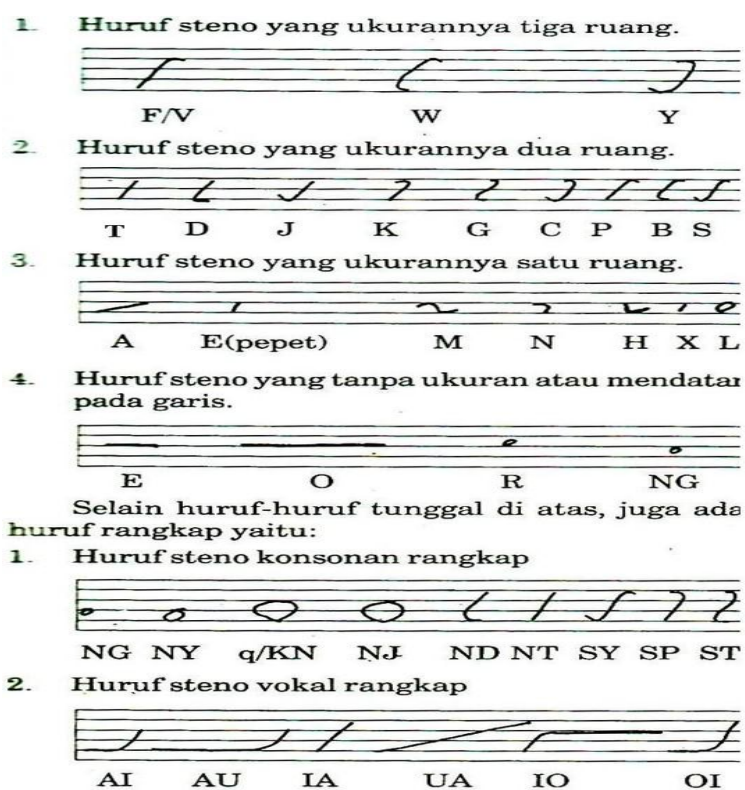 1. Huruf steno yang ukurannya tiga ruang.
F/V W Y
2. Huruf steno yang ukurannya dua ruang.
T D J K G C P B S
3. Huruf steno yang ukurannya satu ruang.
A E(pepet) M N H X L
4. Huruf steno yang tanpa ukuran atau mendatar
pada garis.
E O R NG
Selain huruf-huruf tunggal di atas, juga ada
huruf rangkap yaitu:
1. Huruf steno konsonan rangkap
NG NY q/KN NJ ND NT SY SP ST
2. Huruf steno vokal rangkap
AI AU IA UA IO OI